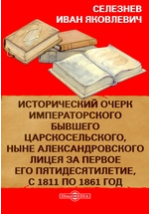 СЕЛЕЗНЕВ
ИВАН ЯКОВЛЕВИЧ
ИСТОРИЧЕСКИЙ ОЧЕРК
ИМПЕРАТОРСКОГО
БЫВШЕГО
ЦАРСКОСЕЛЬСКОГО,
НЫНЕ АЛЕКСАНДРОВСКОГО
ЛИЦЕЯ ЗА ПЕРВОЕ
ЕГО ПЯТИДЕСЯТИЛЕТИЕ,
С 1811 ПО 1861 ГОД